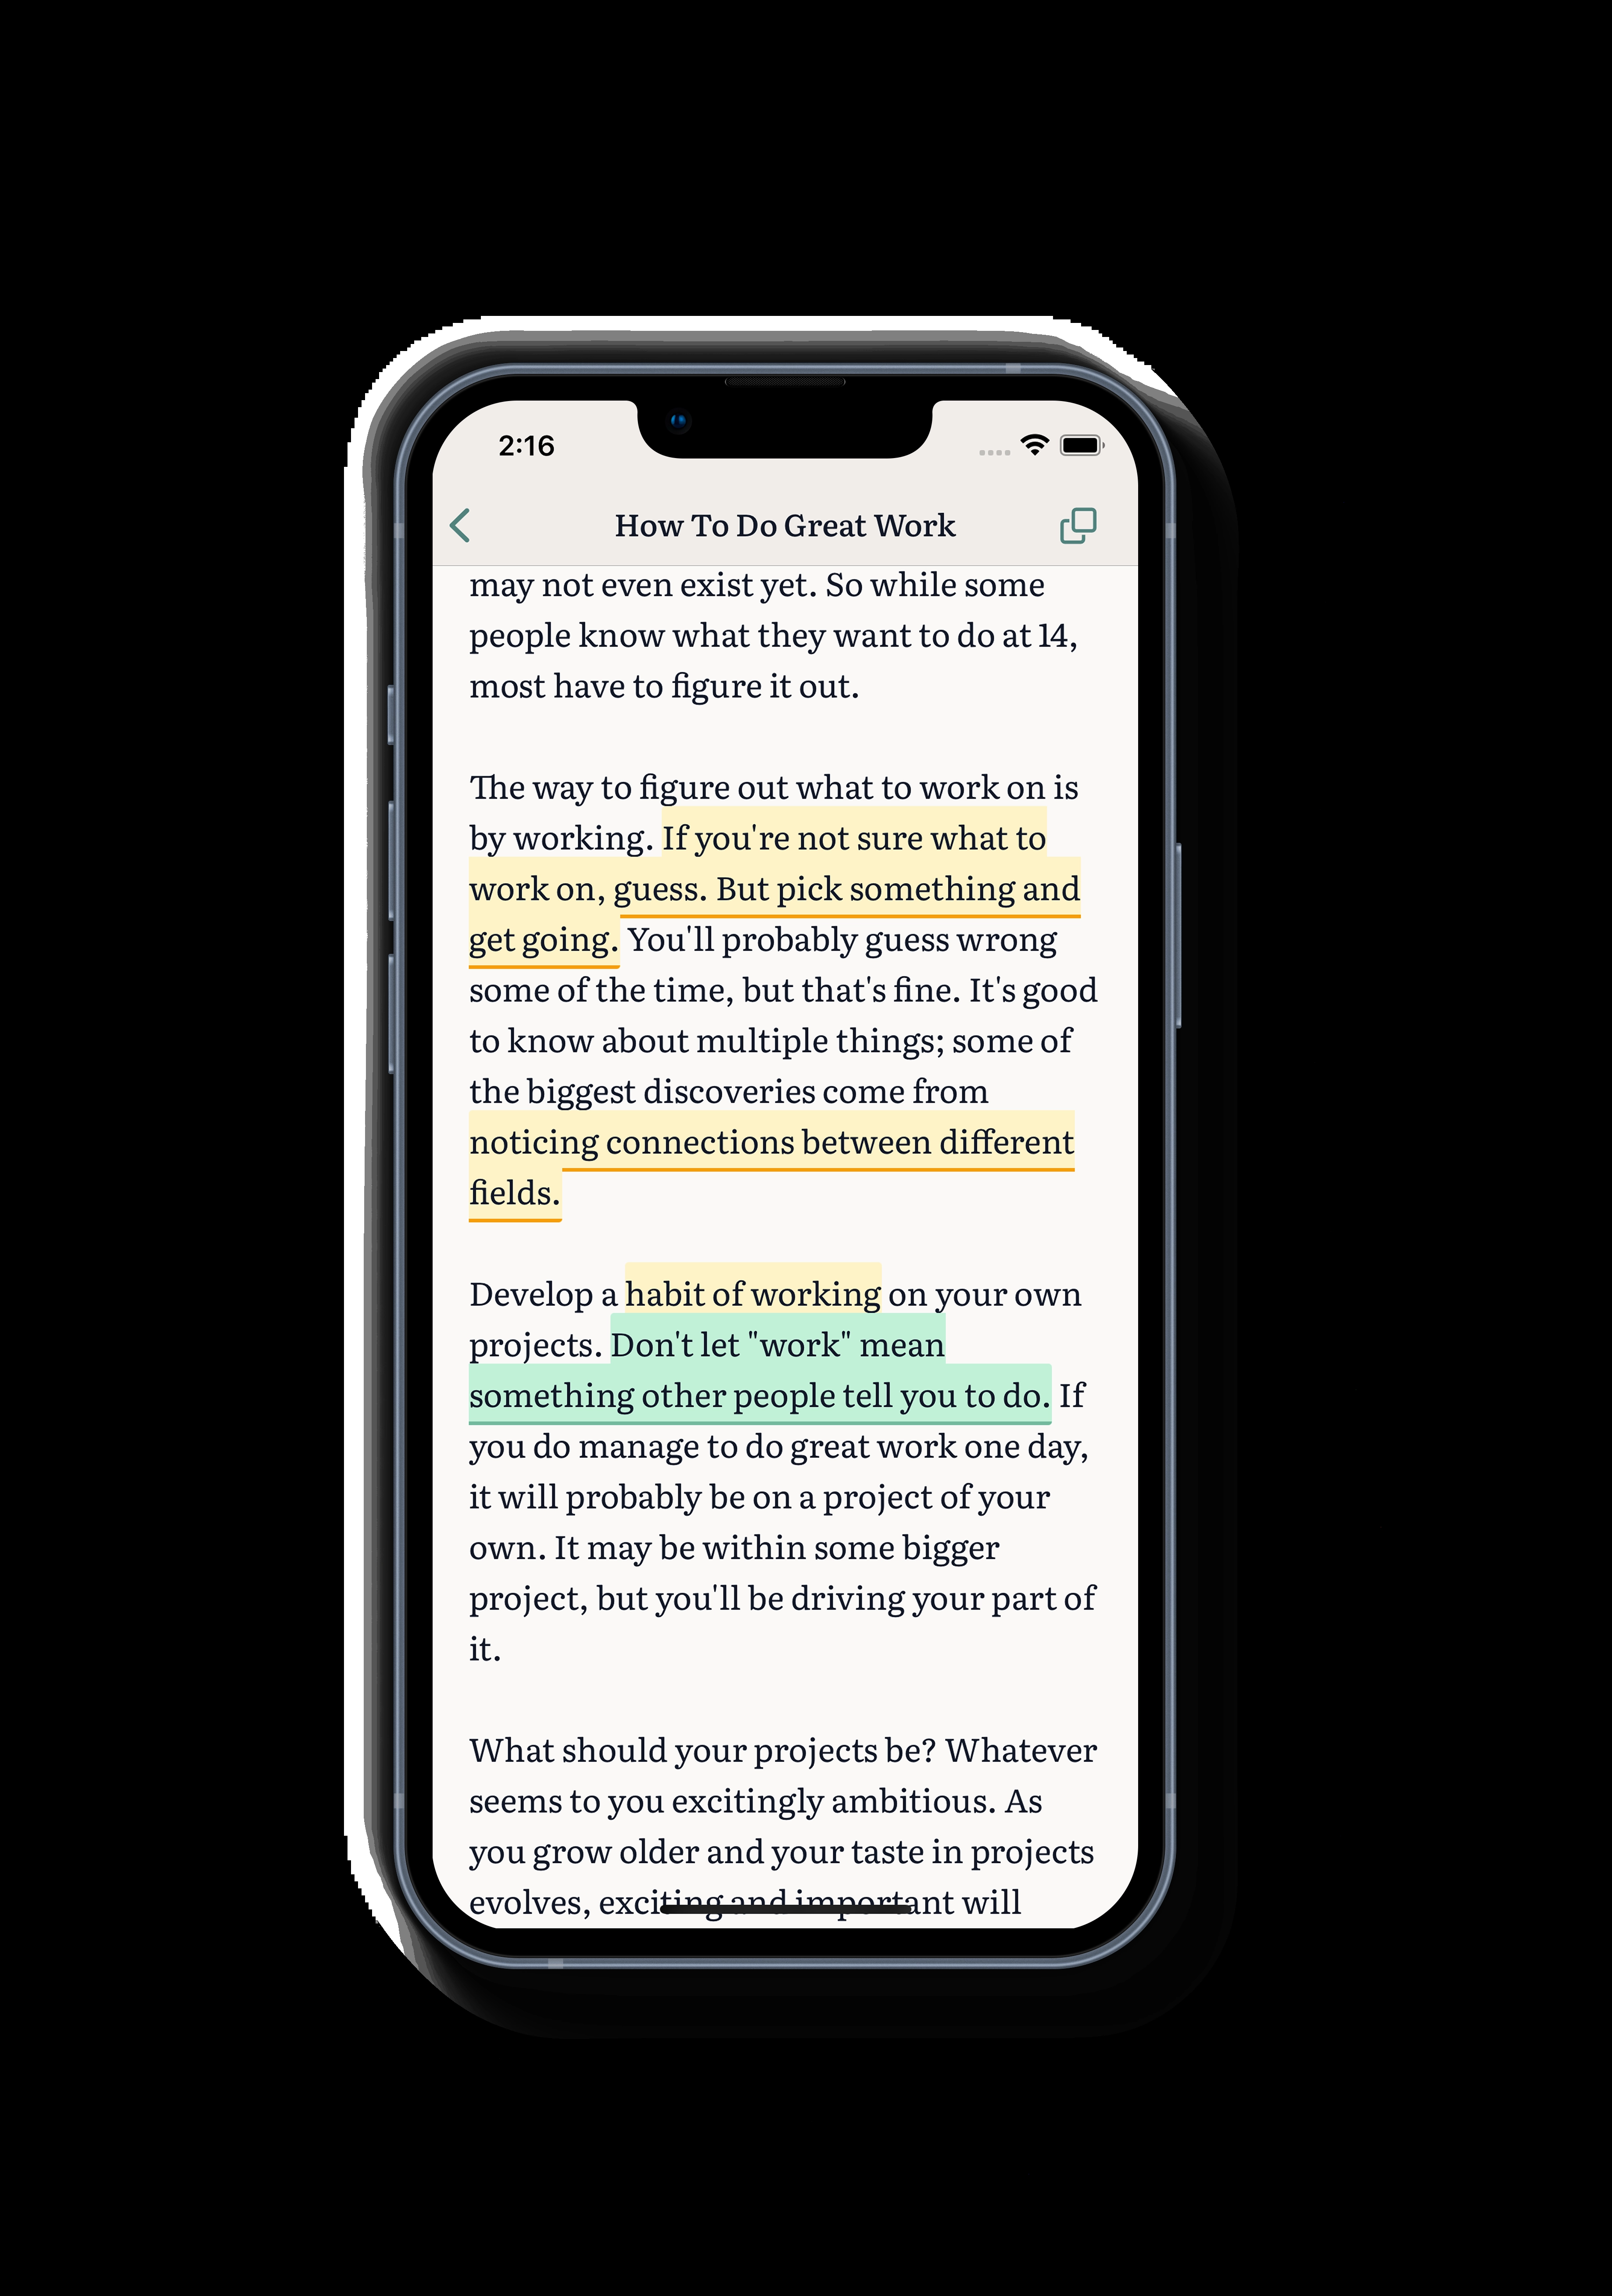 2:16
How To Do Great Work
may not even exist yet. So while some
people know what they want to do at 14,
most have to figure it out.
The way to figure out what to work on is
by working. If you're not sure what to
work on, guess. But pick something and
get going. You'll probably guess wrong
some of the time, but that's fine. It's good
to know about multiple things; some of
the biggest discoveries come from
noticing connections between different
fields.
Develop a habit of working on your own
projects. Don't let "work" mean
something other people tell you to do. If
you do manage to do great work one day,
it will probably be on a project of your
own. It may be within some bigger
project, but you'll be driving your part of
it.
What should your projects be? Whatever
seems to you excitingly ambitious. As
you grow older and your taste in projects
evolves, exciting and important will